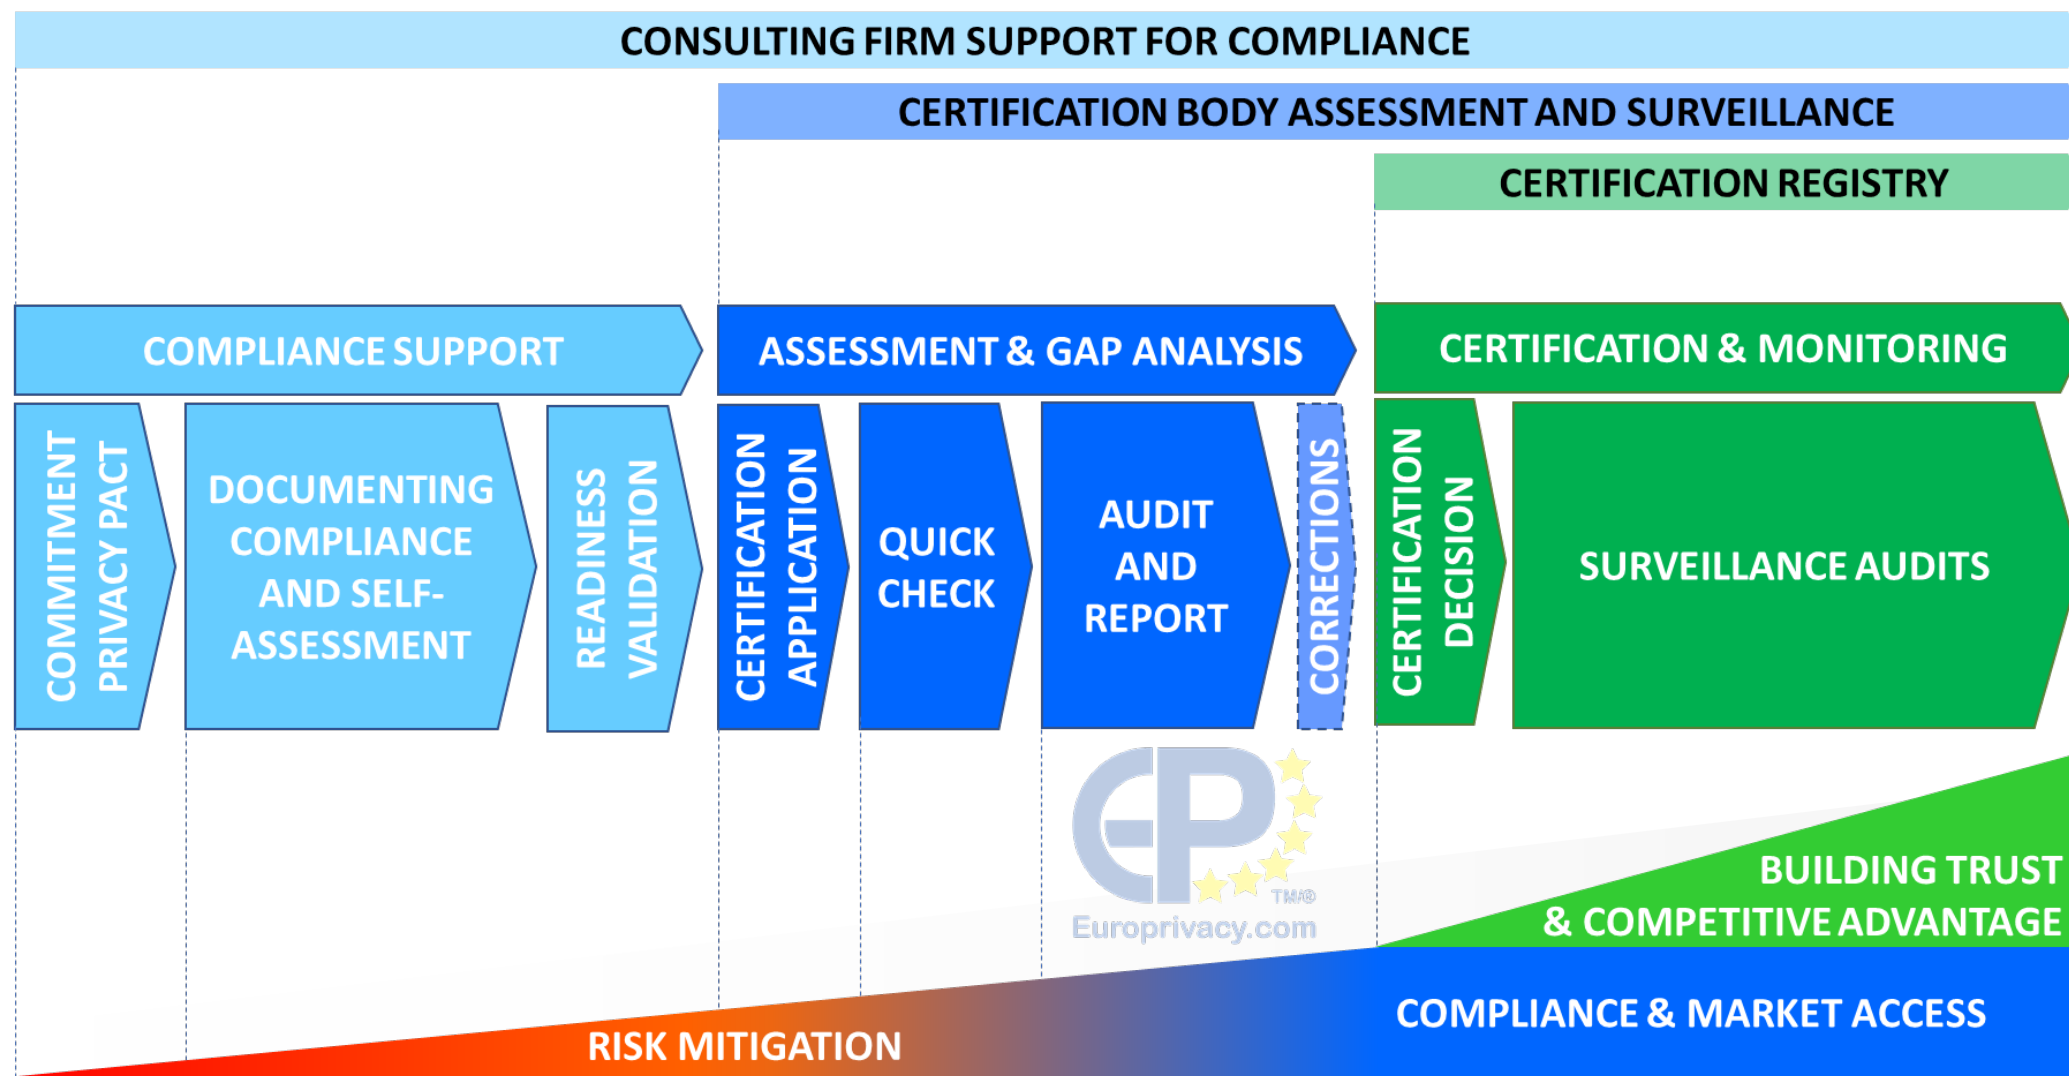 CONSULTING FIRM SUPPORT FOR COMPLIANCE
CERTIFICATION BODY ASSESSMENT AND SURVEILLANCE
CERTIFICATION REGISTRY
COMPLIANCE SUPPORT
ASSESSMENT & GAP ANALYSIS
CERTIFICATION & MONITORING
COMMITMENT
PRIVACY PACT
DOCUMENTING
COMPLIANCE
AND SELF-
ASSESSMENT
READINESS
VALIDATION
CERTIFICATION
APPLICATION
QUICK
CHECK
AUDIT
AND
REPORT
CORRECTIONS
CERTIFICATION
DECISION
SURVEILLANCE AUDITS
EP
TM/®
Europrivacy.com
BUILDING TRUST
& COMPETITIVE ADVANTAGE
COMPLIANCE & MARKET ACCESS
RISK MITIGATION